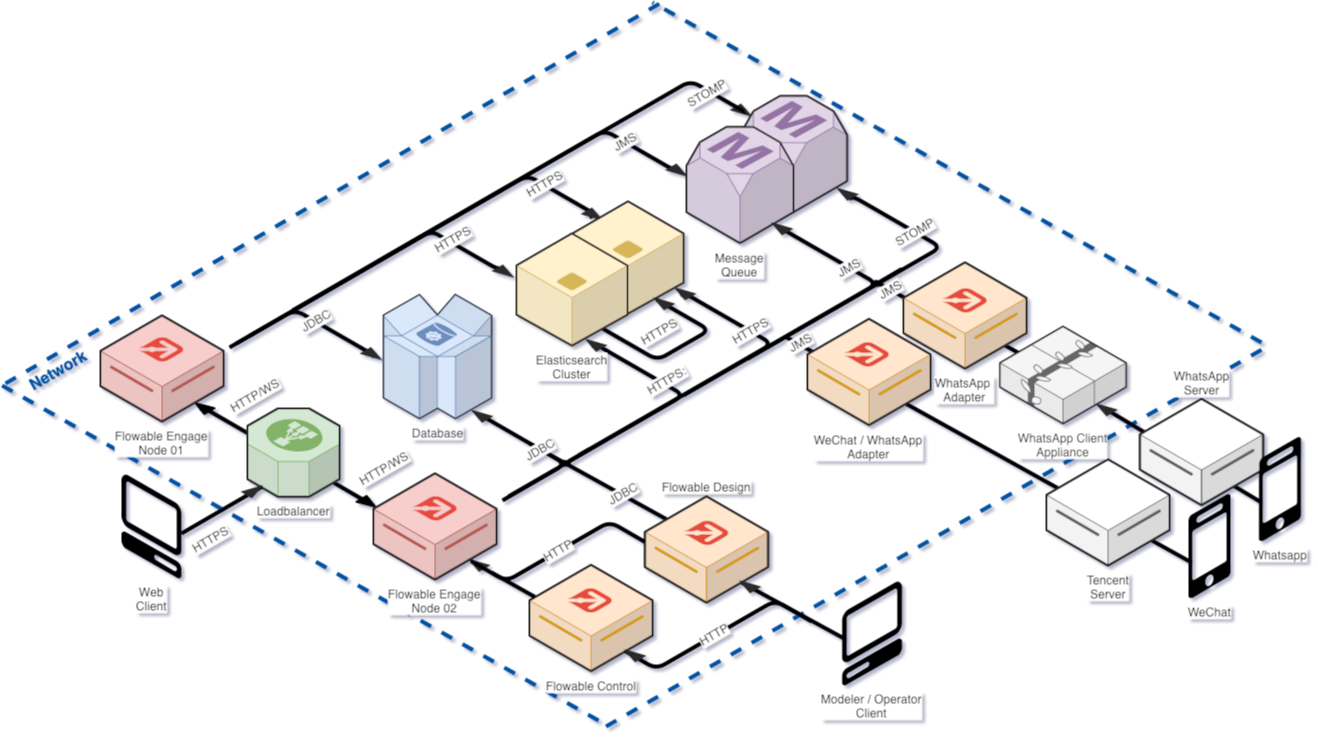 STOMP
M
M
JMS
HTTPS
HTTPS
STOMP
Message
Queue
JMS
JMS
JDBC
HTTPS
HTTPS
JMS
Elasticsearch
Cluster
Network
HTTPS:
WhatsApp
Adapter
WhatsApp
Server
HTTP/WS
Database
Flowable Engage
Node 01
WeChat / WhatsApp
Adapter
WhatsApp Client
Appliance
JDBC
HTTP/WS
Loadbalancer
JDBC
Flowable Design
HTTPS
HTTP
Whatsapp
Web
Client
Flowable Engage
Node 02
Tencent
Server
WeChat
HTTP
Flowable Control
Modeler / Operator
Client